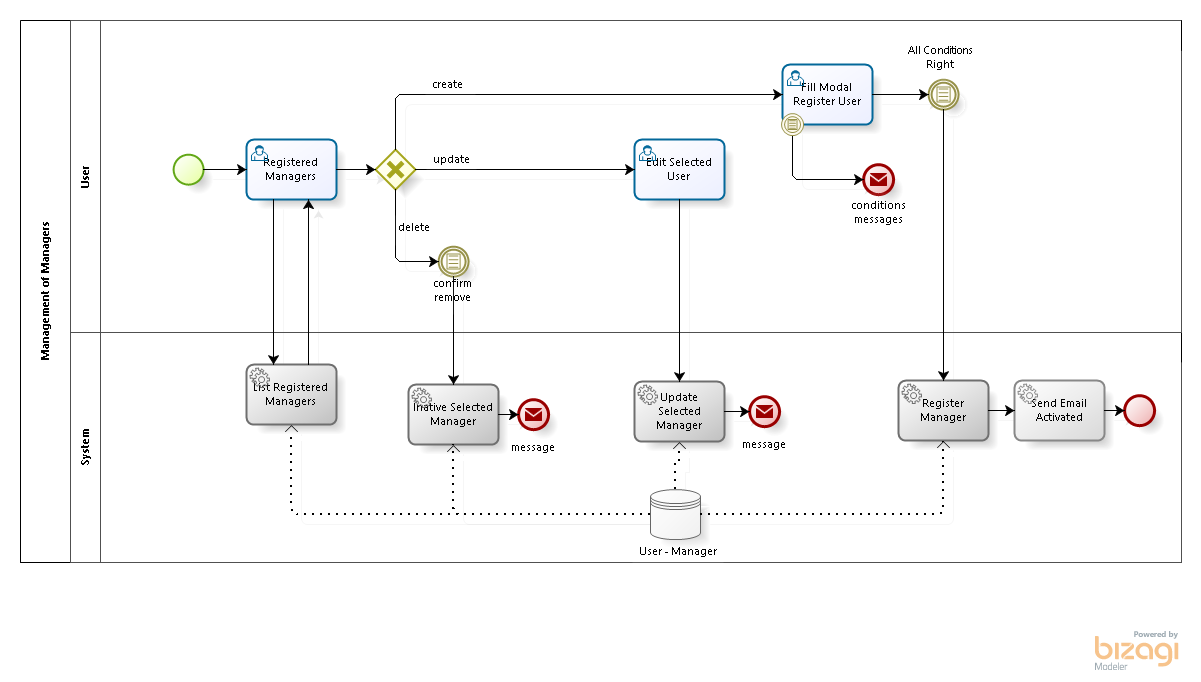 Management of Managers
User
System
All Conditions
Right
create
Fill Modal
Register User
update
Registered
Managers
Edit Selected
User
conditions
messages
delete
confirm
remove
List Registered
Managers
Inative Selected
Manager
message
Update
Selected
Manager
message
Register
Manager
Send Email
Activated
User - Manager
Powered by
bizagi
Modeler